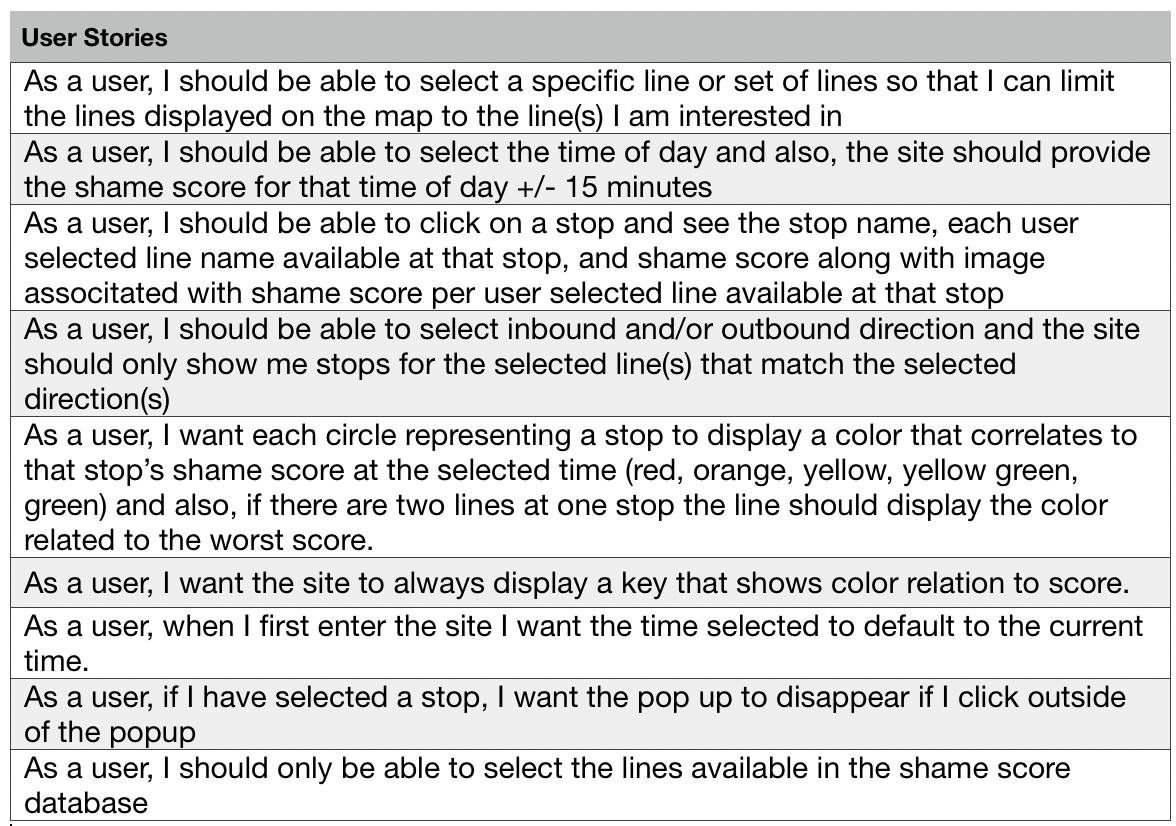 User Stories
As a user, I should be able to select a specific line or set of lines so that I can limit
the lines displayed on the map to the line(s) I am interested in
As a user, I should be able to select the time of day and also, the site should provide
the shame score for that time of day +/- 15 minutes
As a user, I should be able to click on a stop and see the stop name, each user
selected line name available at that stop, and shame score along with image
associtated with shame score per user selected line available at that stop
As a user, I should be able to select inbound and/or outbound direction and the site
should only show me stops for the selected line(s) that match the selected
direction(s)
As a user, I want each circle representing a stop to display a color that correlates to
that stop’s shame score at the selected time (red, orange, yellow, yellow green,
green) and also, if there are two lines at one stop the line should display the color
related to the worst score.
As a user, I want the site to always display a key that shows color relation to score.
As a user, when I first enter the site I want the time selected to default to the current
time.
As a user, if I have selected a stop, I want the pop up to disappear if I click outside
of the popup
As a user, I should only be able to select the lines available in the shame score
database